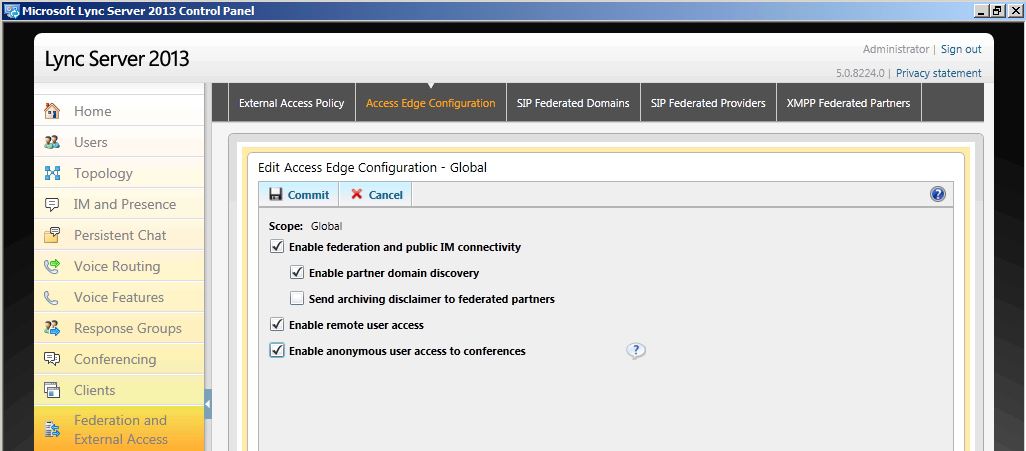 Microsoft Lync Server 2013 Control Panel
Lync Server 2013
Administrator | Sign out
5.0.8224.0 | Privacy statement
Home
Users
Topology
IM and Presence
Persistent Chat
Voice Routing
Voice Features
Response Groups
Conferencing
Clients
Federation and
External Access
External Access Policy
Access Edge Configuration
SIP Federated Domains
SIP Federated Providers
XMPP Federated Partners
Edit Access Edge Configuration - Global
Commit
Cancel
Scope: Global
Enable federation and public IM connectivity
Enable partner domain discovery
Send archiving disclaimer to federated partners
Enable remote user access
Enable anonymous user access to conferences